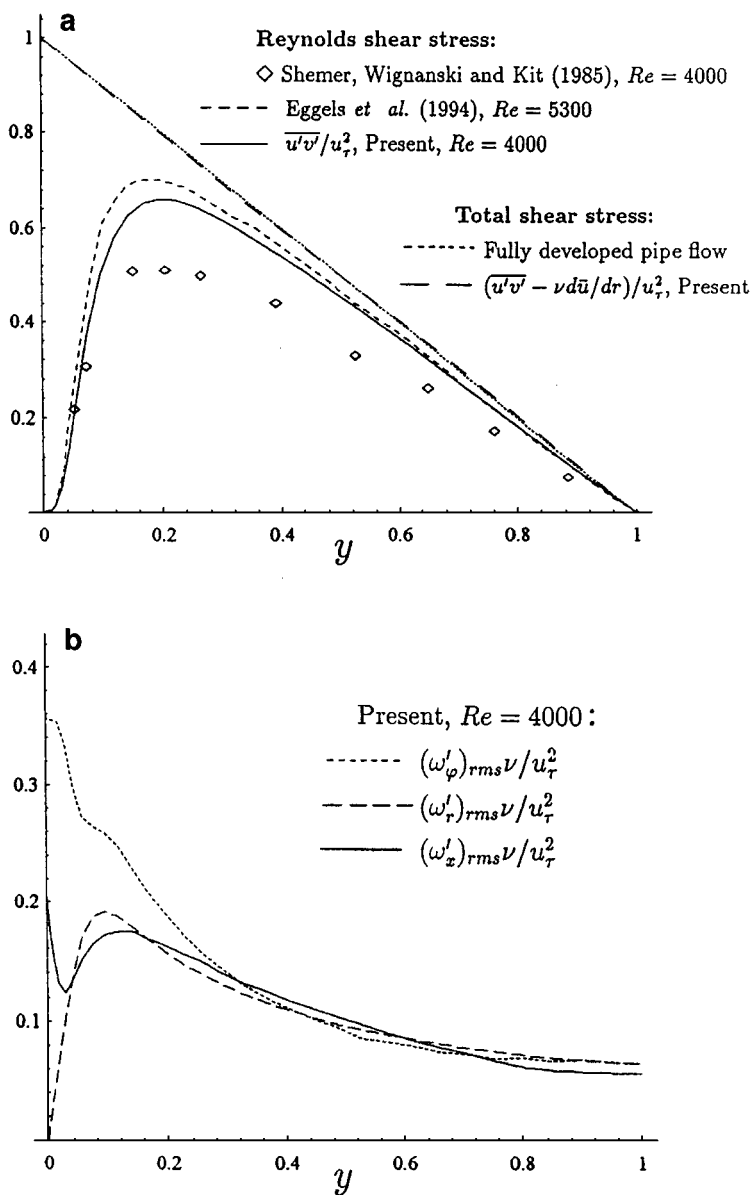 a
1
Reynolds shear stress:
◇ Shemer, Wignanski and Kit (1985), Re = 4000
Eggels et al. (1994), Re = 5300
0.8
u'v'/u_τ^2, Present, Re = 4000
Total shear stress:
0.6
Fully developed pipe flow
(u'v' − νdū/dr)/u_τ^2, Present
0.4
0.2
0 0.2 0.4 0.6 0.8 1
y
b
0.4
Present, Re = 4000:
(ω'_φ)_rms ν/u_τ^2
0.3
(ω'_r)_rms ν/u_τ^2
(ω'_x)_rms ν/u_τ^2
0.2
0.1
0 0.2 0.4 0.6 0.8 1
y